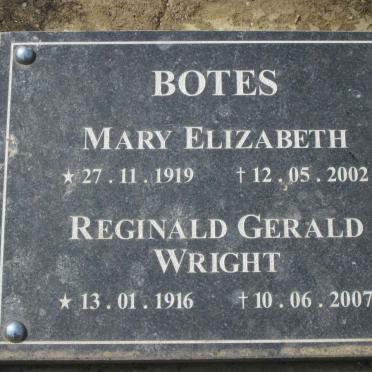 BOTES
MARY ELIZABETH
★ 27.11.1919 † 12.05.2002
REGINALD GERALD
WRIGHT
★ 13.01.1916 † 10.06.2007